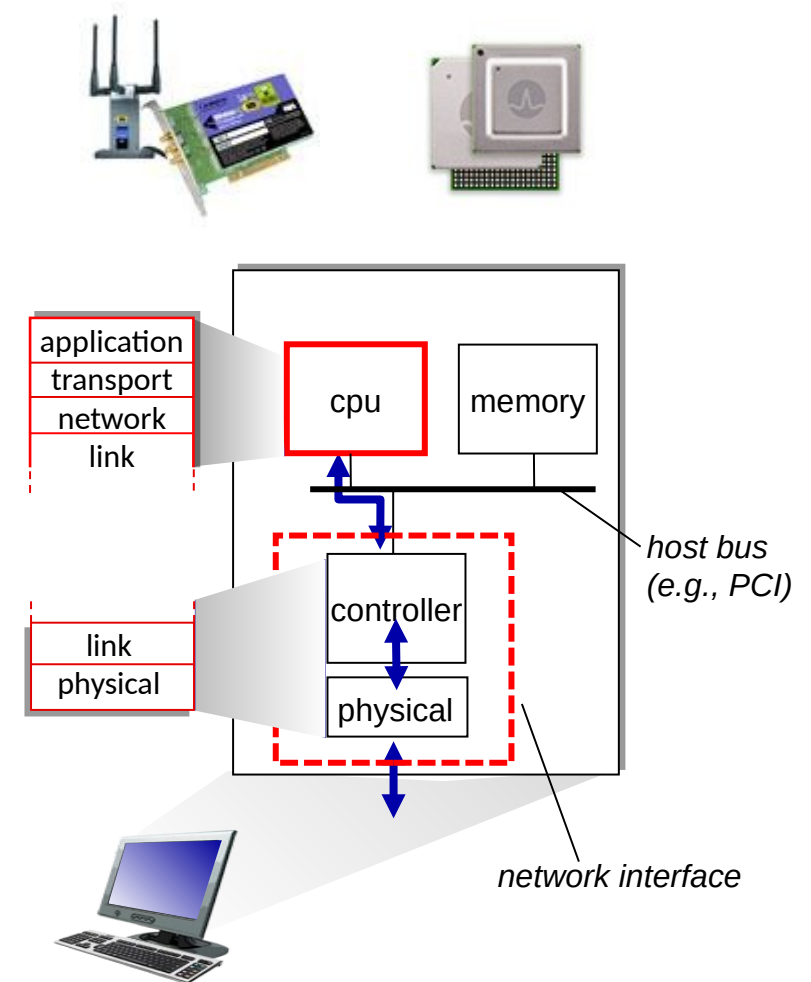 application
transport
network
link
cpu
memory
host bus
(e.g., PCI)
controller
link
physical
physical
network interface